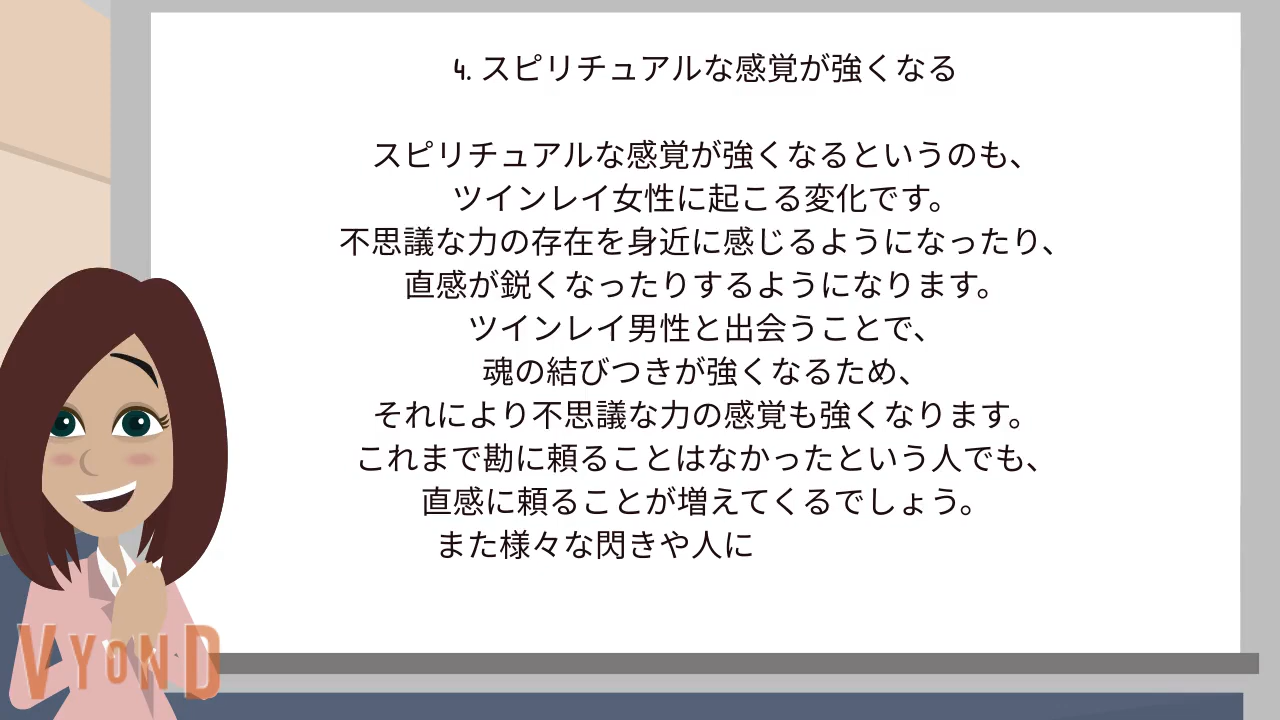 4. スピリチュアルな感覚が強くなる
スピリチュアルな感覚が強くなるというのも、
ツインレイ女性に起こる変化です。
不思議な力の存在を身近に感じるようになったり、
直感が鋭くなったりするようになります。
ツインレイ男性と出会うことで、
魂の結びつきが強くなるため、
それにより不思議な力の感覚も強くなります。
これまで勘に頼ることはなかったという人でも、
直感に頼ることが増えてくるでしょう。
また様々な閃きや人に
VYOND